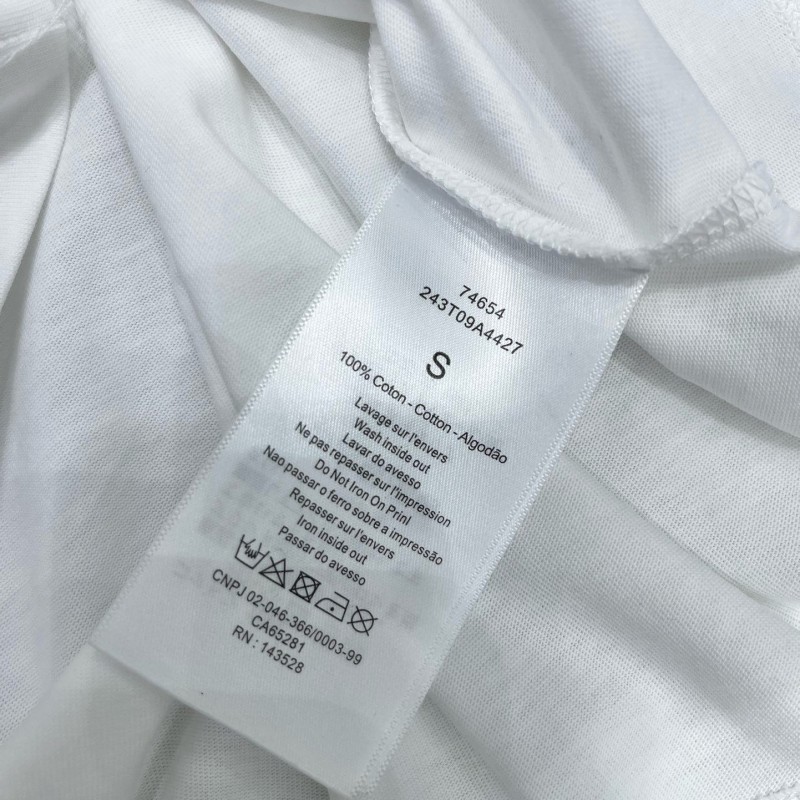 74654
243T09A4427
S
100% Coton - Cotton - Algodão
Lavage sur l'envers
Wash inside out
Lavar do avesso
Ne pas repasser sur l'impression
Do Not Iron On Prinl
Nao passar o ferro sobre a impressão
Repasser sur l'envers
Iron inside out
Passar do avesso
CNPJ 02-046-366/0003-99
CA65281
RN : 143528